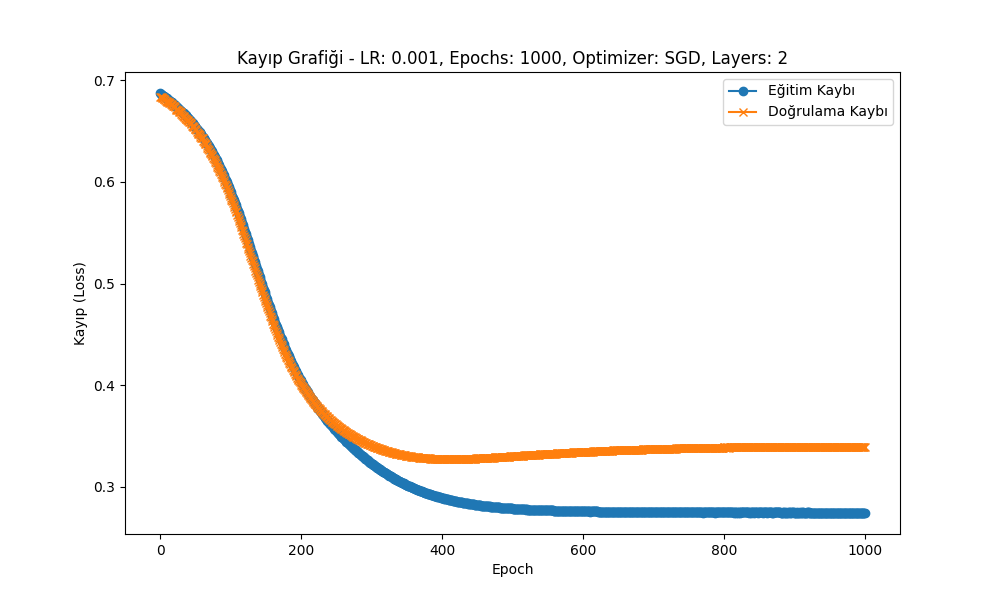 Kayıp Grafiği - LR: 0.001, Epochs: 1000, Optimizer: SGD, Layers: 2
Eğitim Kaybı
Doğrulama Kaybı
Kayıp (Loss)
0.7
0.6
0.5
0.4
0.3
0 200 400 600 800 1000
Epoch